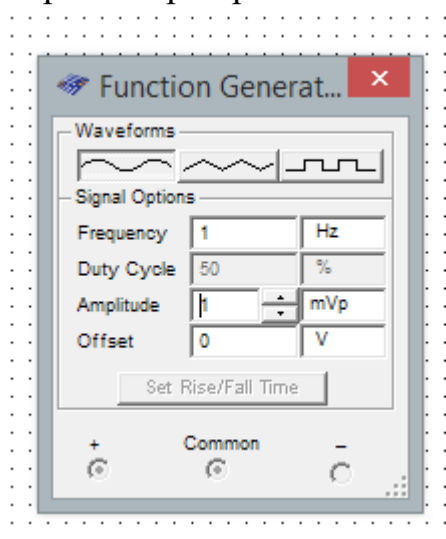 Function Generat...
Waveforms
Signal Options
Frequency 1 Hz
Duty Cycle 50 %
Amplitude 1 mVp
Offset 0 V
Set Rise/Fall Time
+ Common −